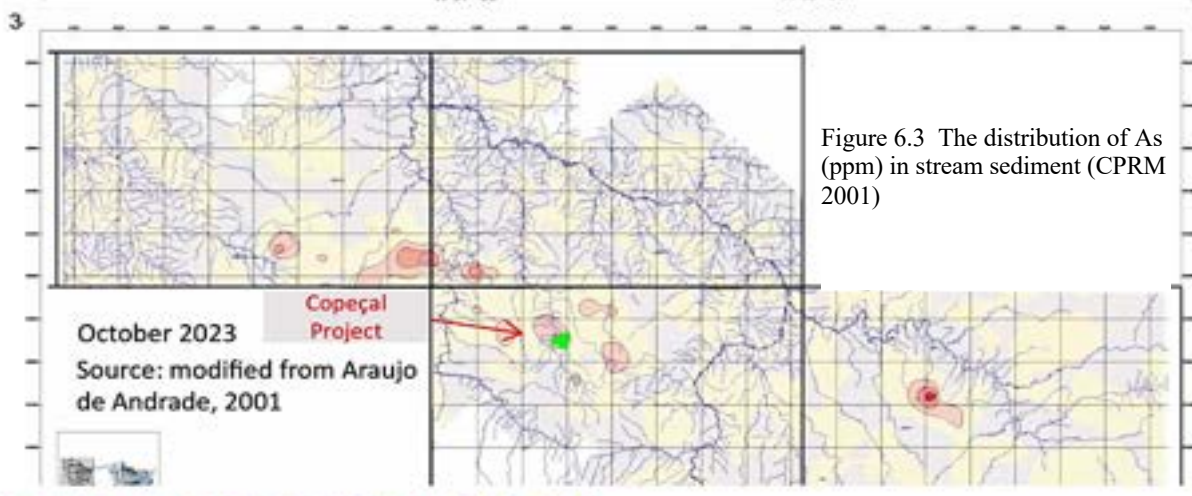 3
Figure 6.3 The distribution of As
(ppm) in stream sediment (CPRM
2001)
Copeçal
Project
October 2023
Source: modified from Araujo
de Andrade, 2001